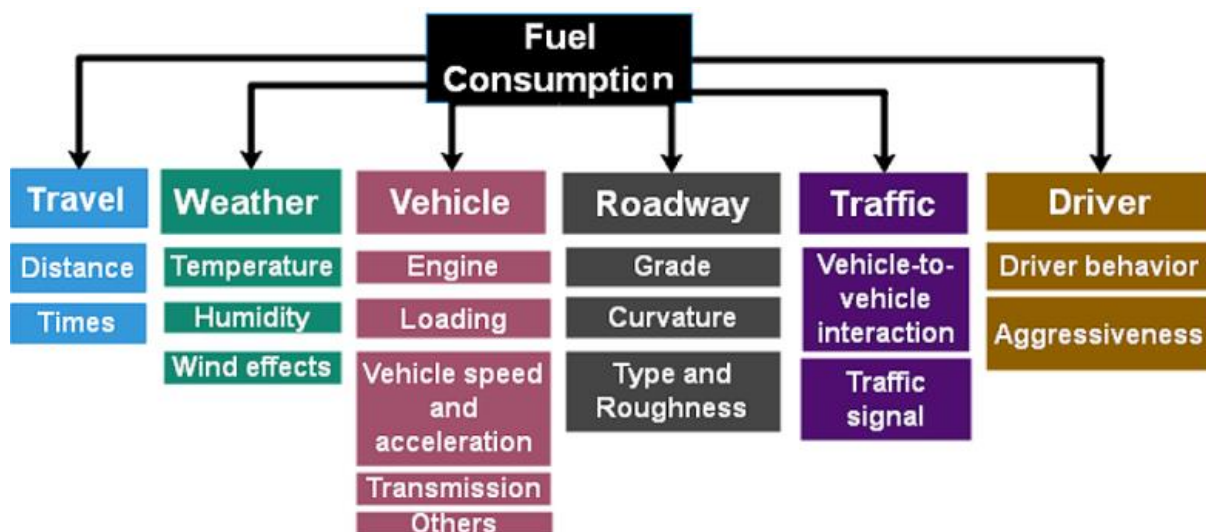 Fuel
Consumption
Travel
Distance
Times
Weather
Temperature
Humidity
Wind effects
Vehicle
Engine
Loading
Vehicle speed
and
acceleration
Transmission
Others
Roadway
Grade
Curvature
Type and
Roughness
Traffic
Vehicle-to-
vehicle
interaction
Traffic
signal
Driver
Driver behavior
Aggressiveness